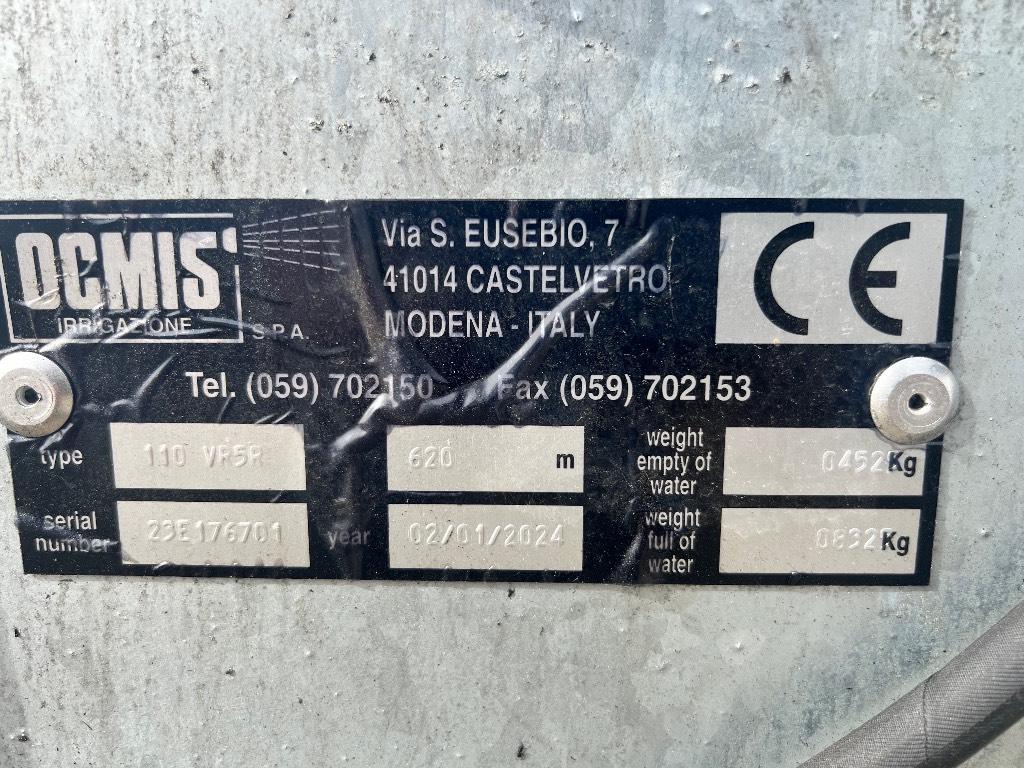 OCMIS
IRRIGAZIONE S.P.A.
Via S. EUSEBIO, 7
41014 CASTELVETRO
MODENA - ITALY
CE
Tel. (059) 702150 Fax (059) 702153
type 110 VR5R 620 m weight empty of water 0452 Kg
serial number 23E176701 year 02/01/2024 weight full of water 0832 Kg